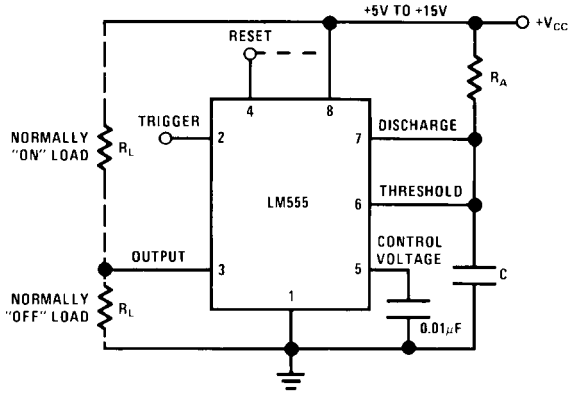 +5V TO +15V
+VCC
RESET
RA
4
8
TRIGGER
2
7
DISCHARGE
NORMALLY
"ON" LOAD
RL
6
THRESHOLD
LM555
CONTROL
VOLTAGE
OUTPUT
3
5
C
NORMALLY
"OFF" LOAD
RL
1
0.01μF